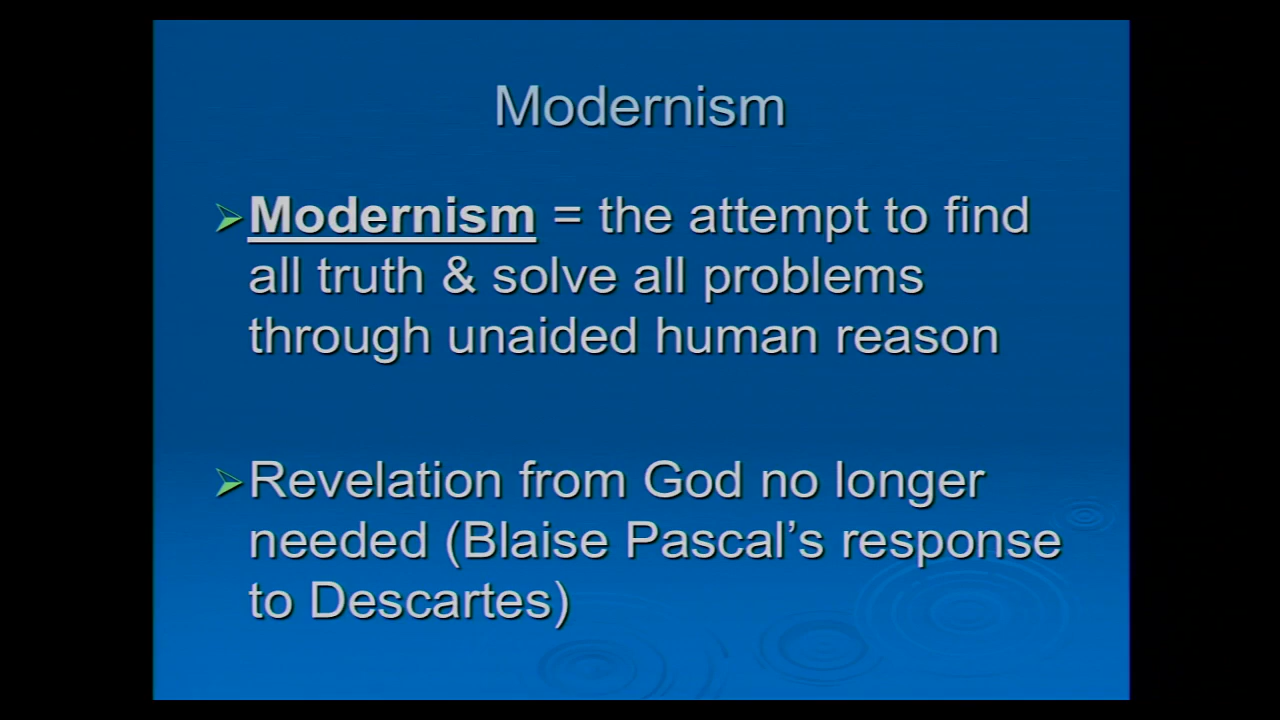 Modernism
Modernism = the attempt to find
all truth & solve all problems
through unaided human reason
Revelation from God no longer
needed (Blaise Pascal’s response
to Descartes)